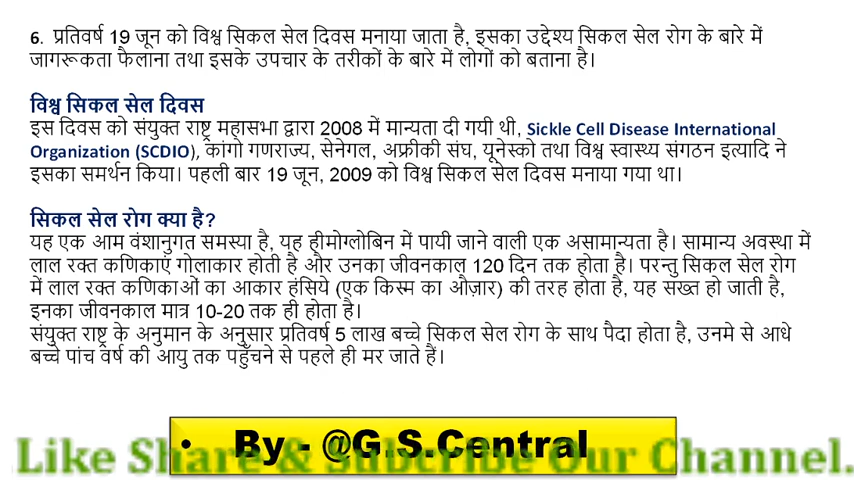 6. प्रतिवर्ष 19 जून को विश्व सिकल सेल दिवस मनाया जाता है, इसका उद्देश्य सिकल सेल रोग के बारे में
जागरूकता फैलाना तथा इसके उपचार के तरीकों के बारे में लोगों को बताना है।
विश्व सिकल सेल दिवस
इस दिवस को संयुक्त राष्ट्र महासभा द्वारा 2008 में मान्यता दी गयी थी, Sickle Cell Disease International
Organization (SCDIO), कांगो गणराज्य, सेनेगल, अफ्रीकी संघ, यूनेस्को तथा विश्व स्वास्थ्य संगठन इत्यादि ने
इसका समर्थन किया। पहली बार 19 जून, 2009 को विश्व सिकल सेल दिवस मनाया गया था।
सिकल सेल रोग क्या है?
यह एक आम वंशानुगत समस्या है, यह हीमोग्लोबिन में पायी जाने वाली एक असामान्यता है। सामान्य अवस्था में
लाल रक्त कणिकाएं गोलाकार होती है और उनका जीवनकाल 120 दिन तक होता है। परन्तु सिकल सेल रोग
में लाल रक्त कणिकाओं का आकार हंसिये (एक किस्म का औज़ार) की तरह होता है, यह सख्त हो जाती है,
इनका जीवनकाल मात्र 10-20 तक ही होता है।
संयुक्त राष्ट्र के अनुमान के अनुसार प्रतिवर्ष 5 लाख बच्चे सिकल सेल रोग के साथ पैदा होता है, उनमे से आधे
बच्चे पांच वर्ष की आयु तक पहुँचने से पहले ही मर जाते हैं।
• By - @G.S.Central
Like Share & Subcribe Our Channel.